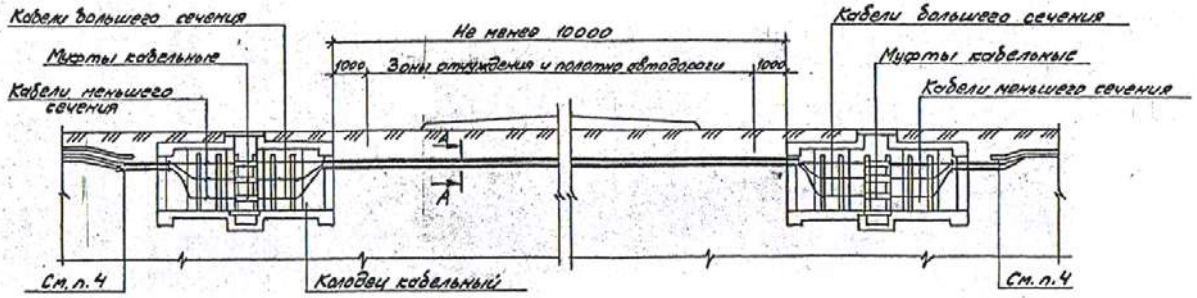 Кабели большего сечения
Кабели большего сечения
Не менее 10000
Муфты кабельные
1000
Зоны отчуждения и полотно автодороги
1000
Муфты кабельные
Кабели меньшего
сечения
Кабели меньшего сечения
А
А
См. п. 4
Колодец кабельный
См. п. 4